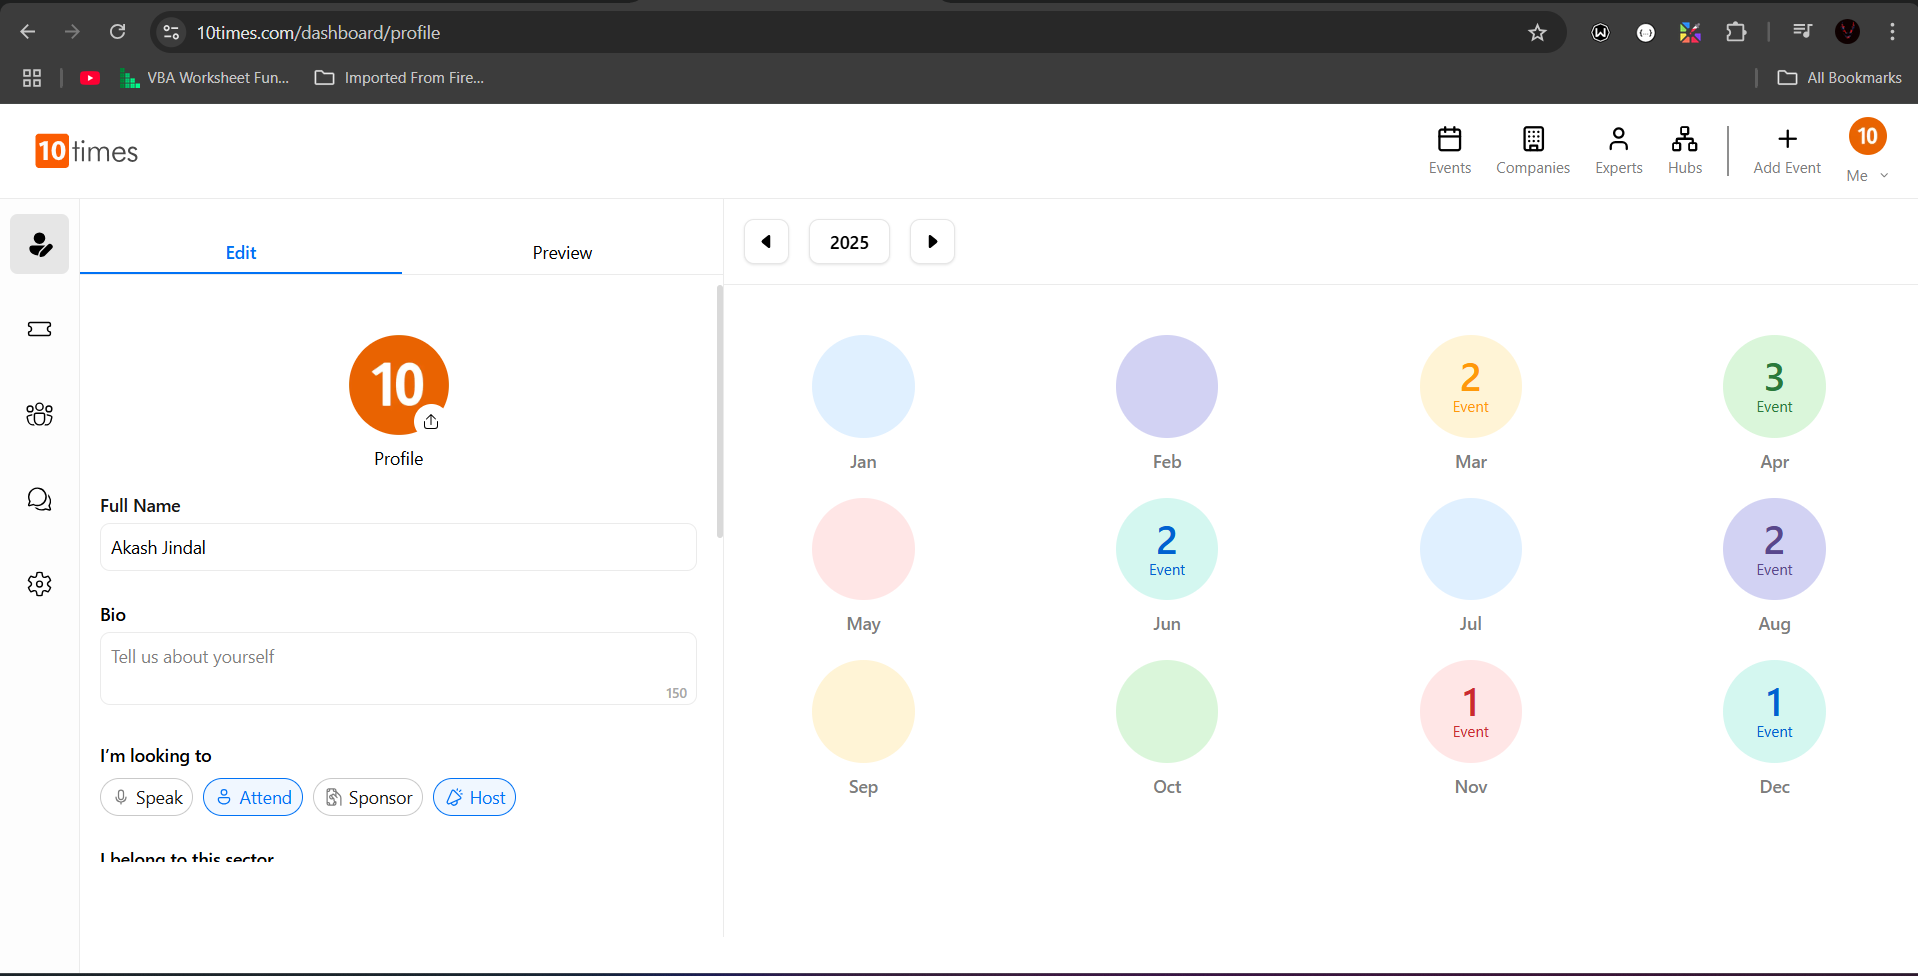 10times.com/dashboard/profile
VBA Worksheet Fun...
Imported From Fire...
All Bookmarks
10times
Events
Companies
Experts
Hubs
Add Event
10
Me
Edit
Preview
2025
10
Profile
Full Name
Akash Jindal
Bio
Tell us about yourself
150
I'm looking to
Speak
Attend
Sponsor
Host
I belong to this sector
Jan
Feb
2
Event
Mar
3
Event
Apr
May
2
Event
Jun
Jul
2
Event
Aug
Sep
Oct
1
Event
Nov
1
Event
Dec